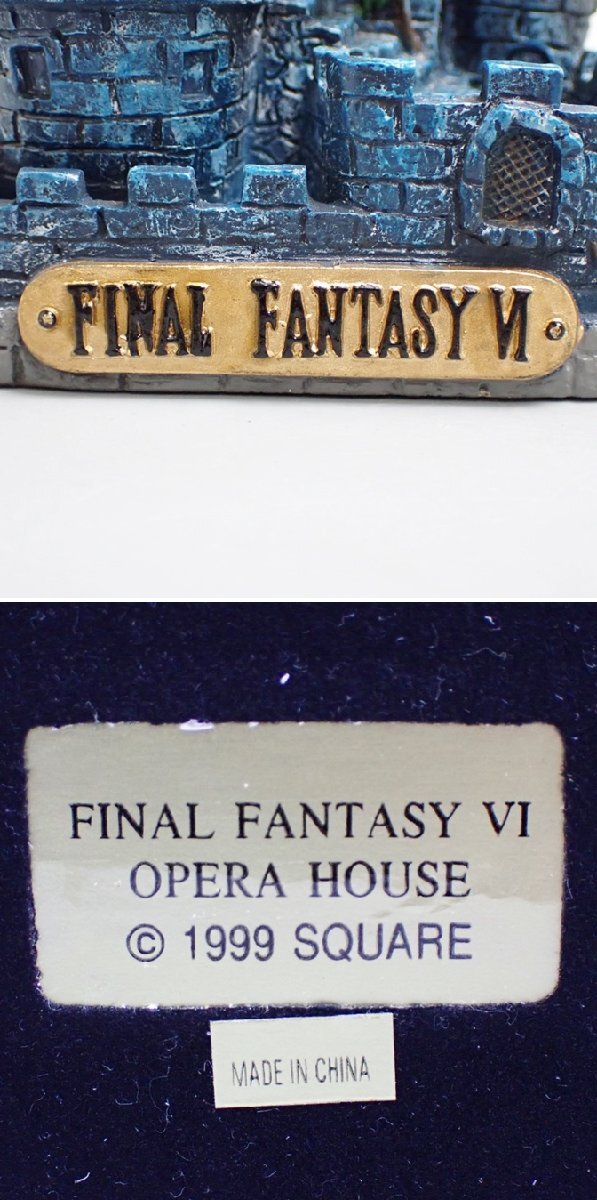 FINAL FANTASY VI
FINAL FANTASY VI
OPERA HOUSE
© 1999 SQUARE
MADE IN CHINA